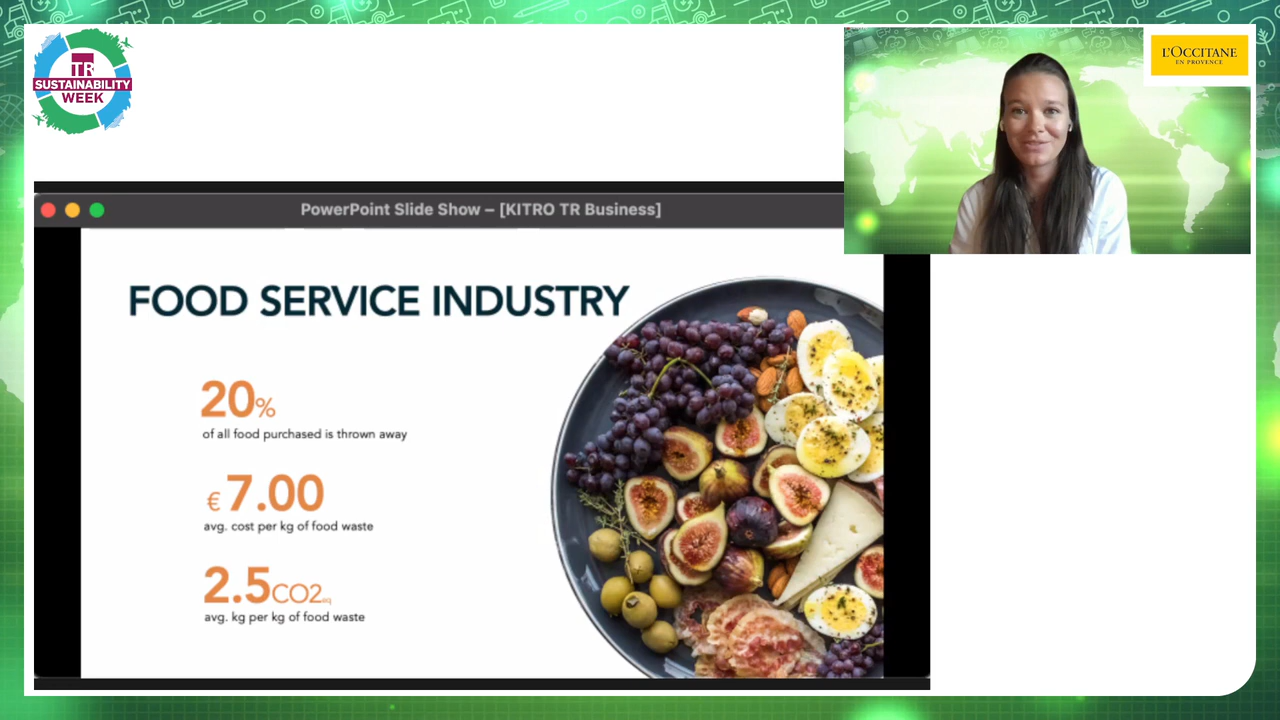 TR
SUSTAINABILITY
WEEK
L'OCCITANE
EN PROVENCE
PowerPoint Slide Show – [KITRO TR Business]
FOOD SERVICE INDUSTRY
20%
of all food purchased is thrown away
€ 7.00
avg. cost per kg of food waste
2.5CO2eq
avg. kg per kg of food waste